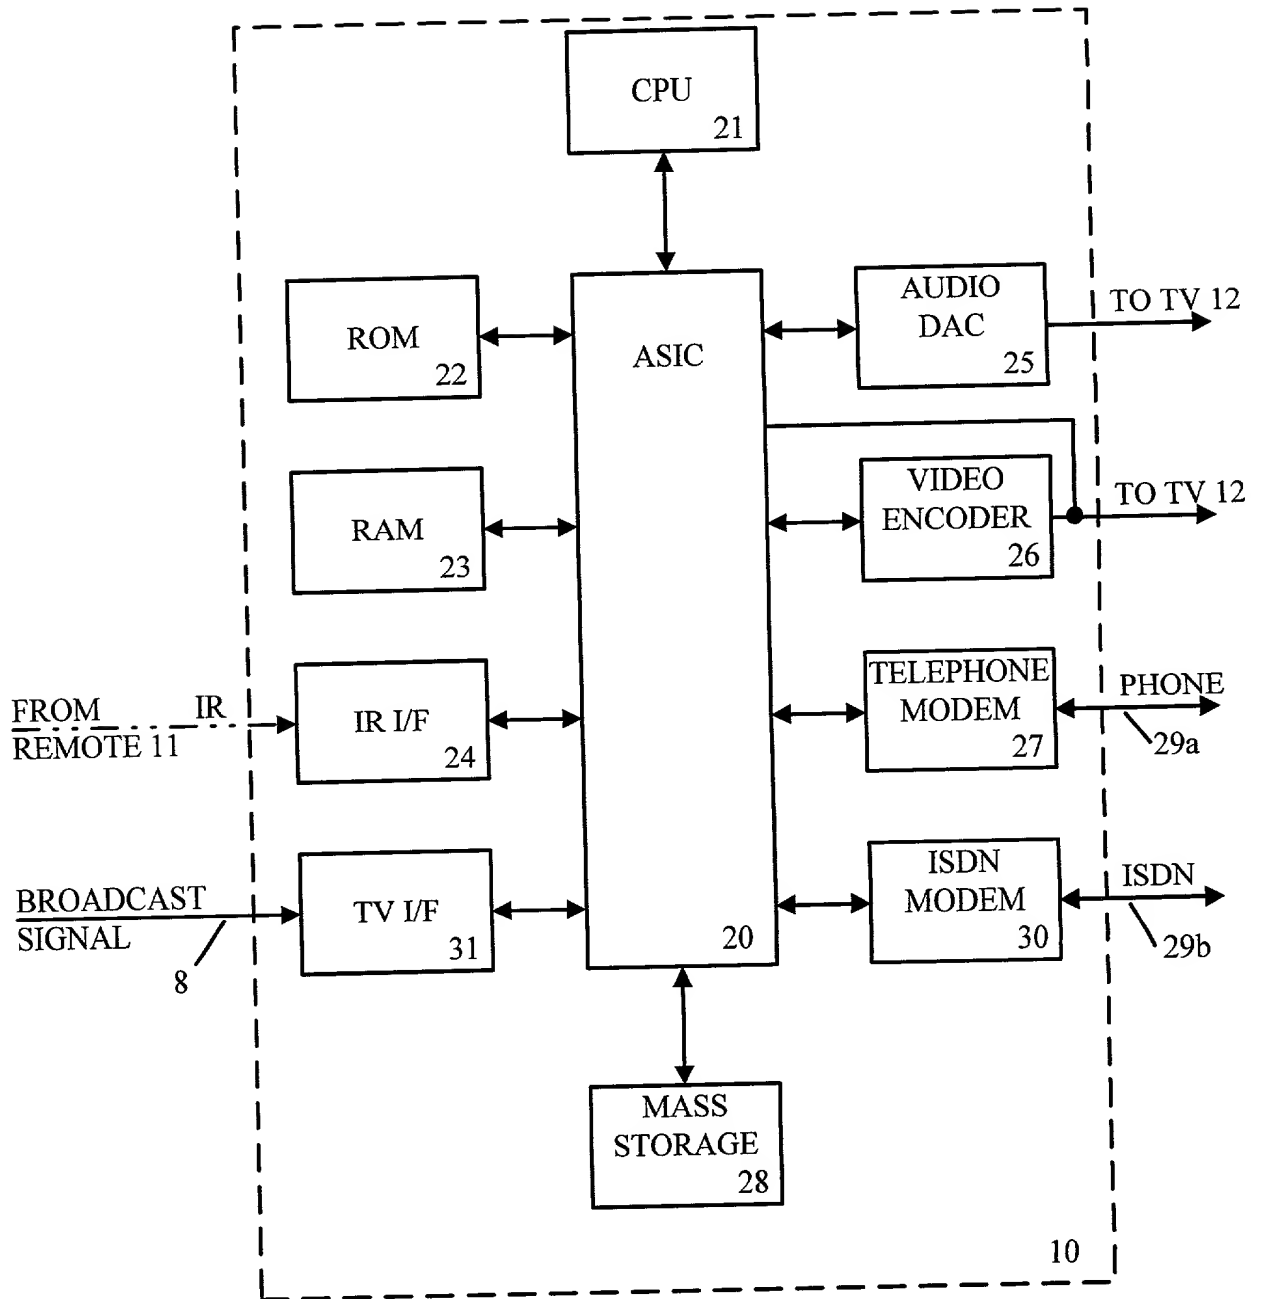 CPU
21
ROM
22
ASIC
AUDIO
DAC
25
TO TV 12
RAM
23
VIDEO
ENCODER
26
TO TV 12
FROM
REMOTE 11
IR
IR I/F
24
TELEPHONE
MODEM
27
PHONE
29a
BROADCAST
SIGNAL
8
TV I/F
31
20
ISDN
MODEM
30
ISDN
29b
MASS
STORAGE
28
10